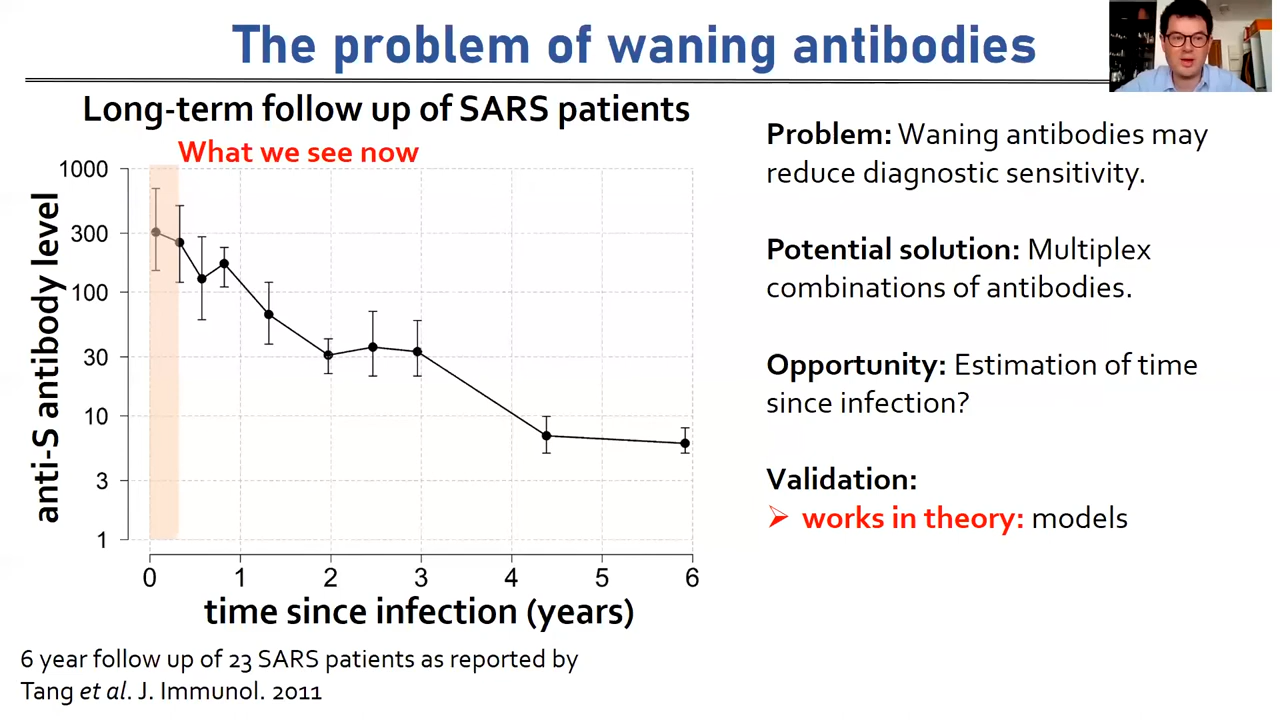 The problem of waning antibodies
Long-term follow up of SARS patients
What we see now
anti-S antibody level
1000
300
100
30
10
3
1
0 1 2 3 4 5 6
time since infection (years)
6 year follow up of 23 SARS patients as reported by
Tang et al. J. Immunol. 2011
Problem: Waning antibodies may
reduce diagnostic sensitivity.
Potential solution: Multiplex
combinations of antibodies.
Opportunity: Estimation of time
since infection?
Validation:
➢ works in theory: models